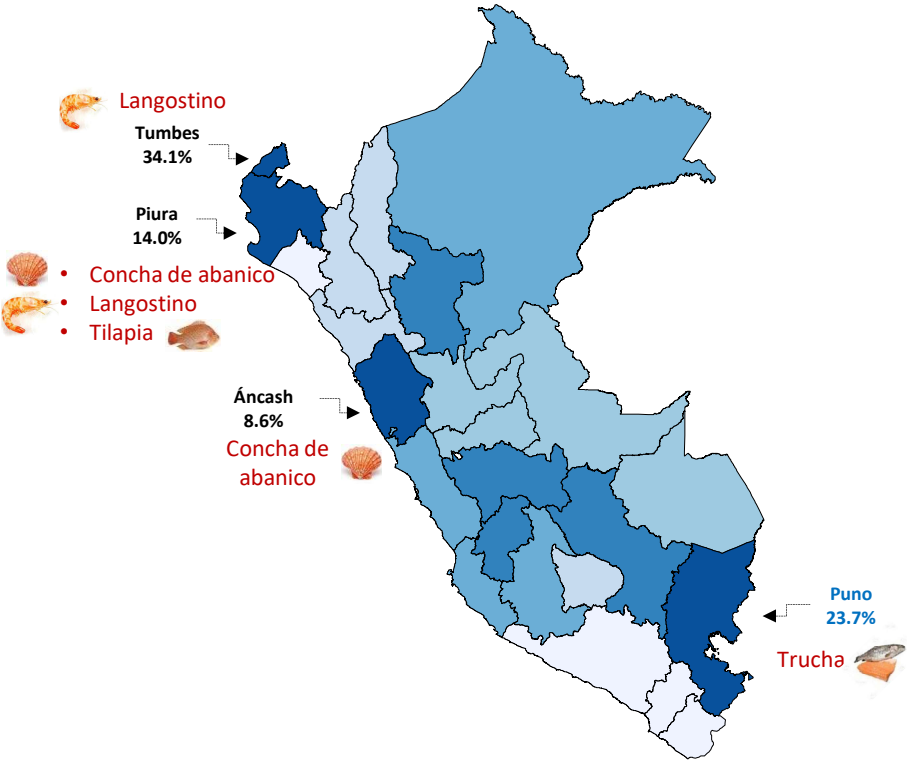 Langostino
Tumbes
34.1%
Piura
14.0%
• Concha de abanico
• Langostino
• Tilapia
Áncash
8.6%
Concha de
abanico
Puno
23.7%
Trucha